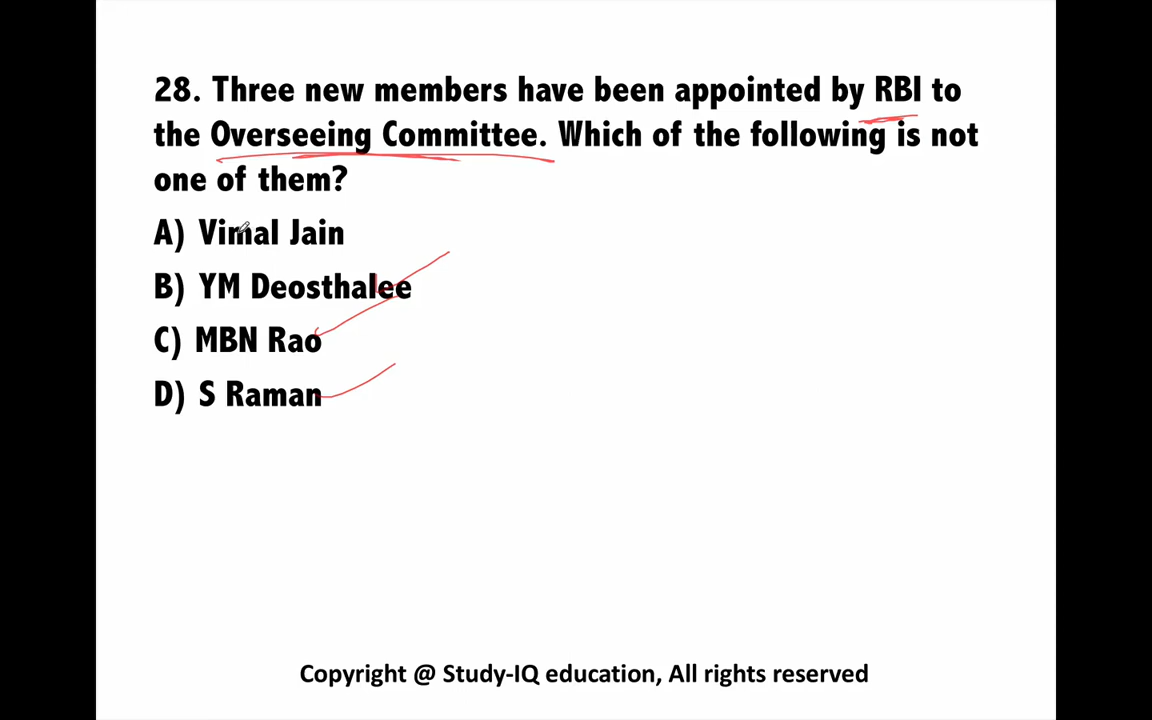 28. Three new members have been appointed by RBI to
the Overseeing Committee. Which of the following is not
one of them?
A) Vimal Jain
B) YM Deosthalee
C) MBN Rao
D) S Raman
Copyright @ Study-IQ education, All rights reserved